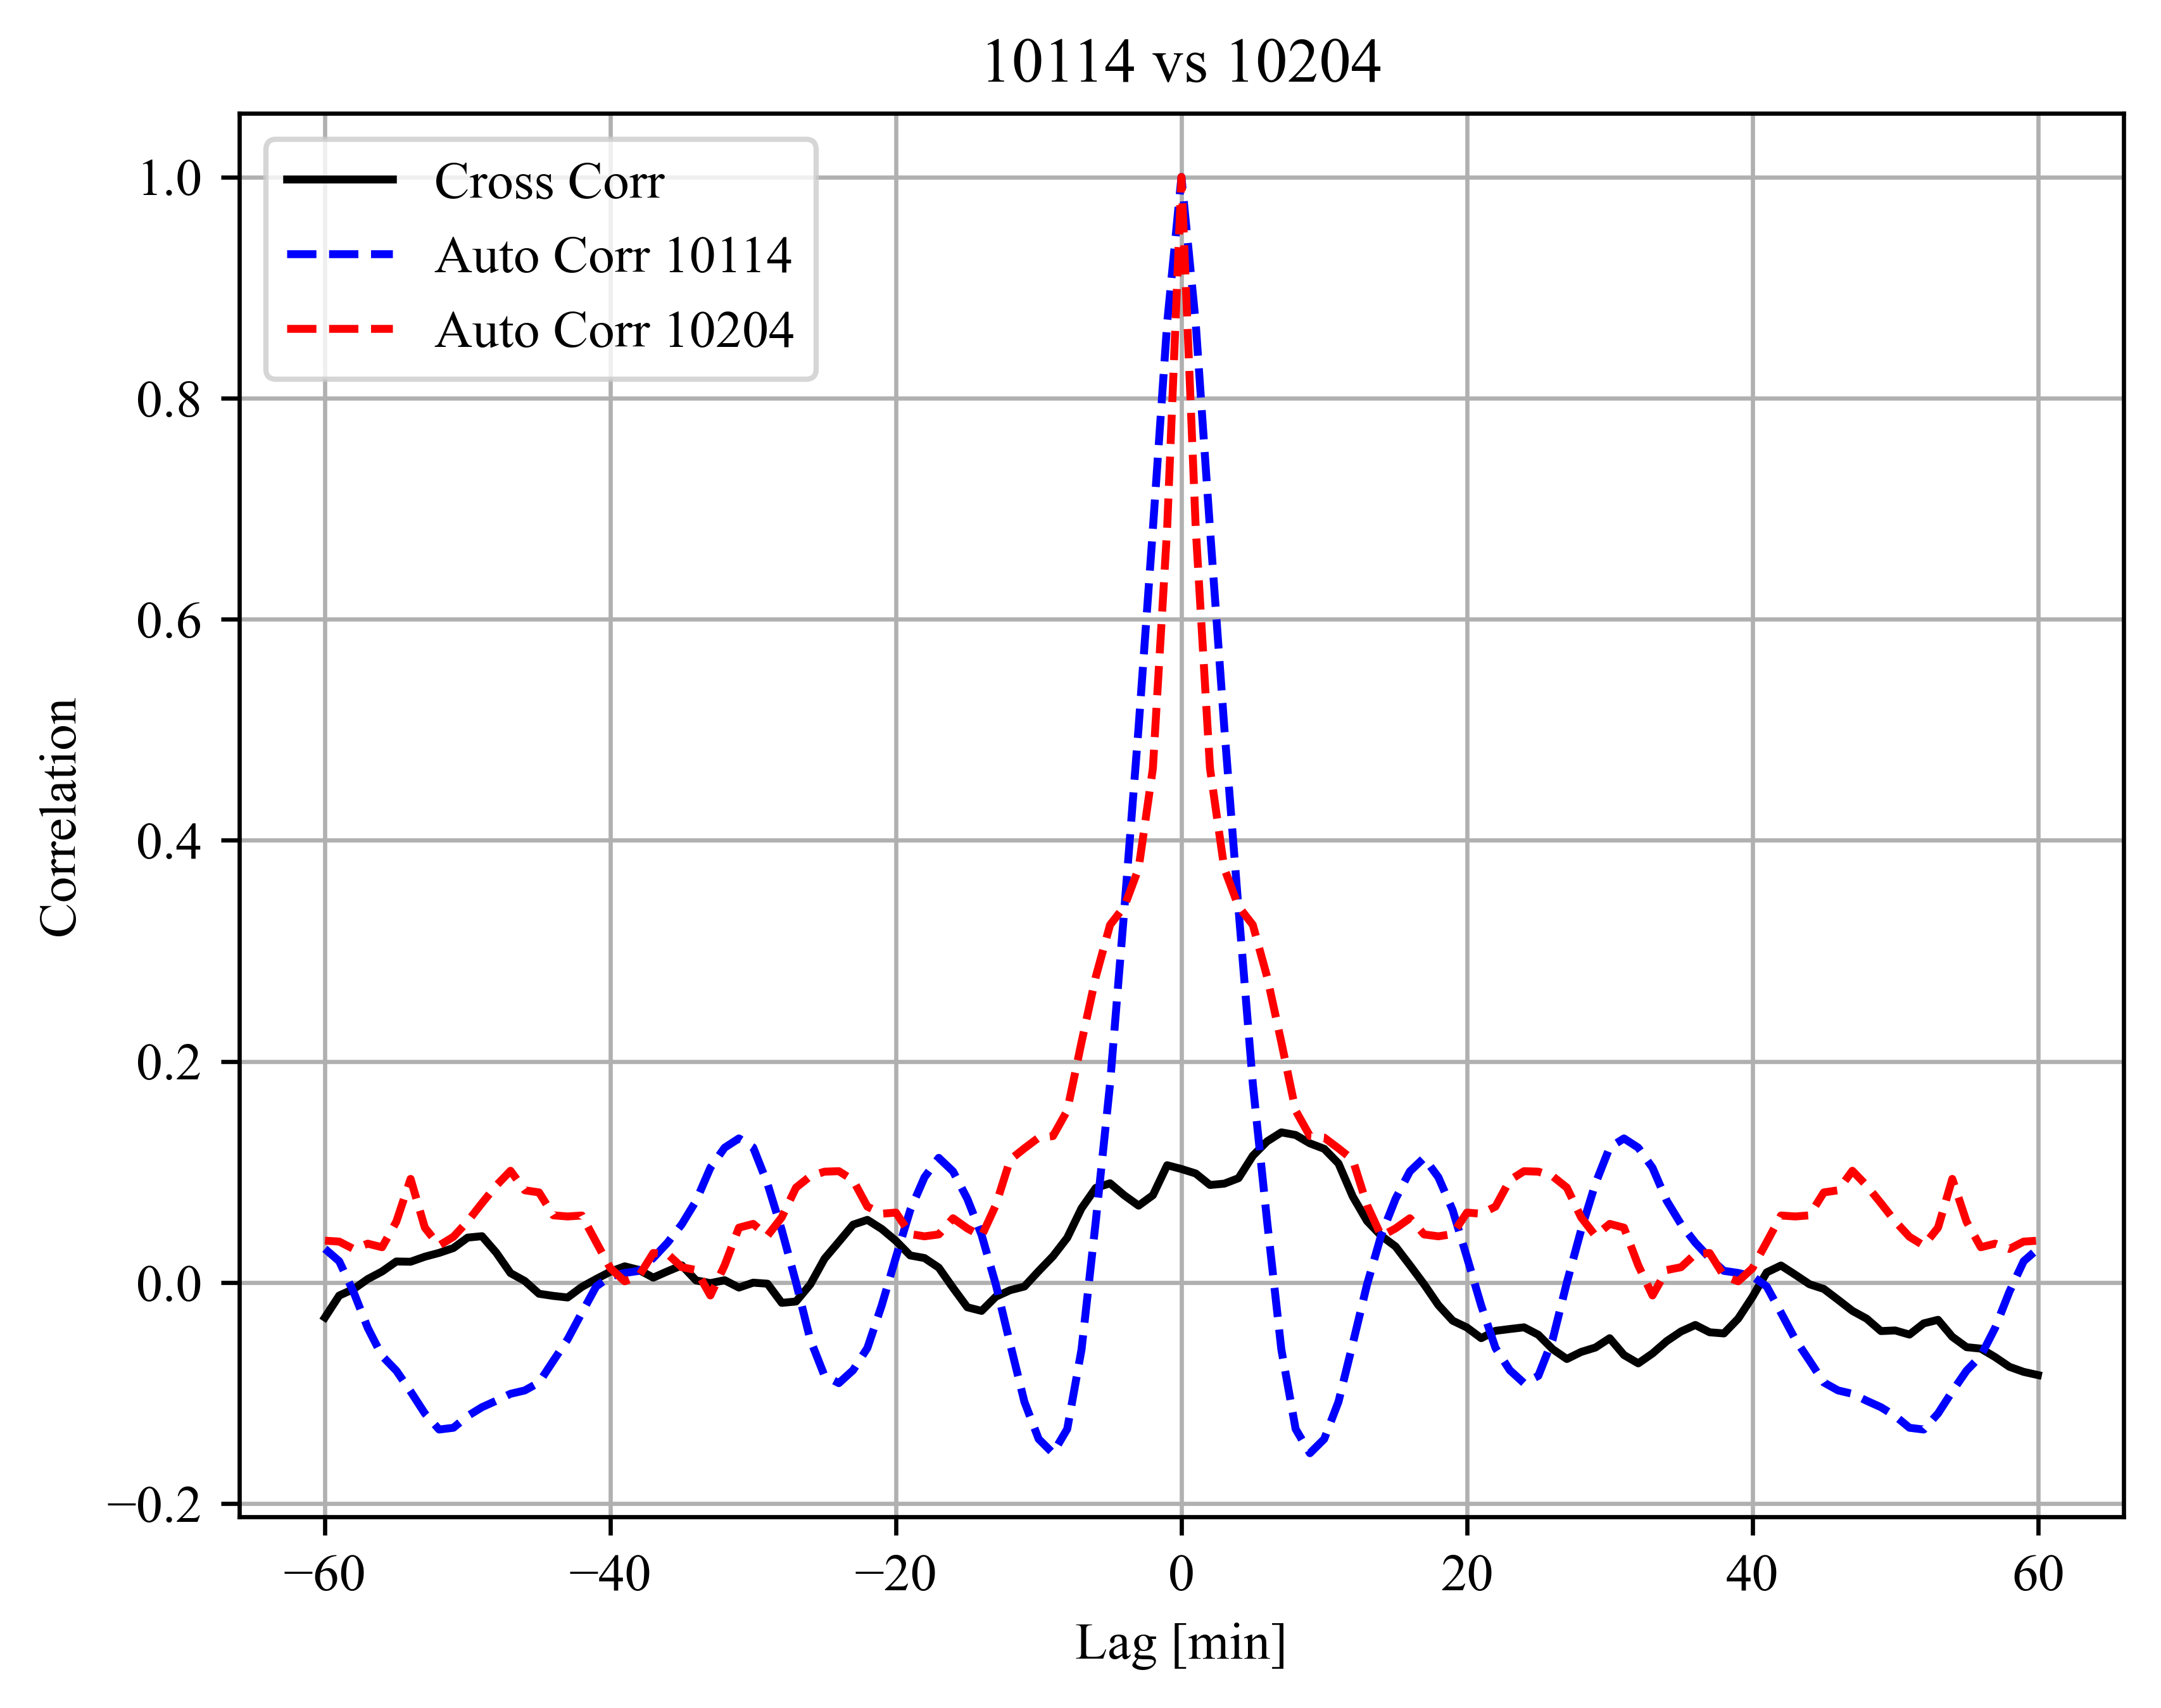 10114 vs 10204
Cross Corr
Auto Corr 10114
Auto Corr 10204
1.0
0.8
0.6
0.4
0.2
0.0
−0.2
Correlation
−60 −40 −20 0 20 40 60
Lag [min]